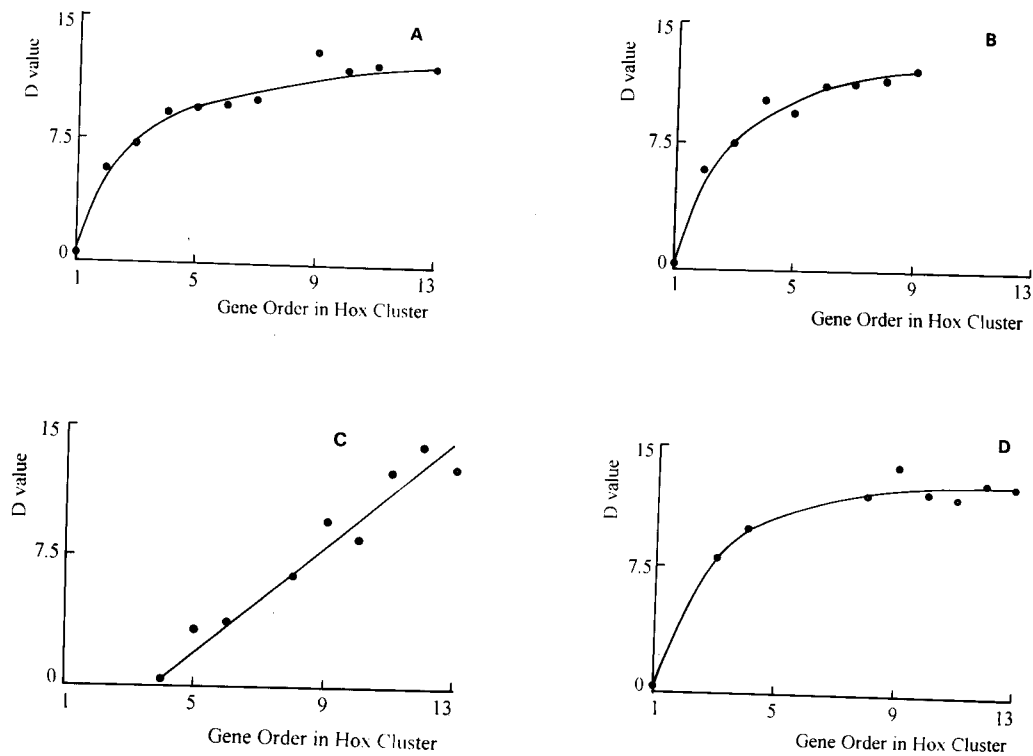 A
15
D value
7.5
0
1 5 9 13
Gene Order in Hox Cluster
B
15
D value
7.5
0
1 5 9 13
Gene Order in Hox Cluster
C
15
D value
7.5
0
1 5 9 13
Gene Order in Hox Cluster
D
15
D value
7.5
0
1 5 9 13
Gene Order in Hox Cluster